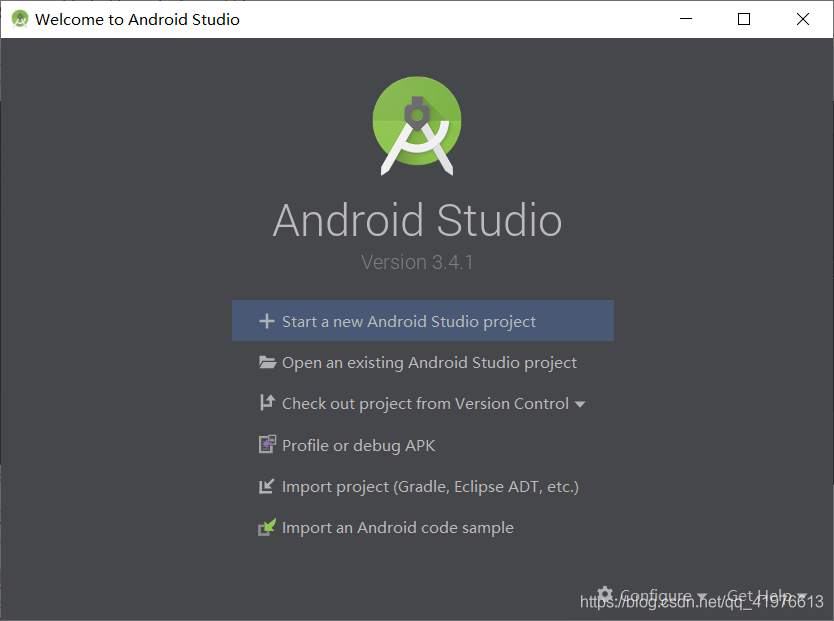 Welcome to Android Studio
Android Studio
Version 3.4.1
Start a new Android Studio project
Open an existing Android Studio project
Check out project from Version Control
Profile or debug APK
Import project (Gradle, Eclipse ADT, etc.)
Import an Android code sample
Configure Get Help
https://blog.csdn.net/qq_41976613